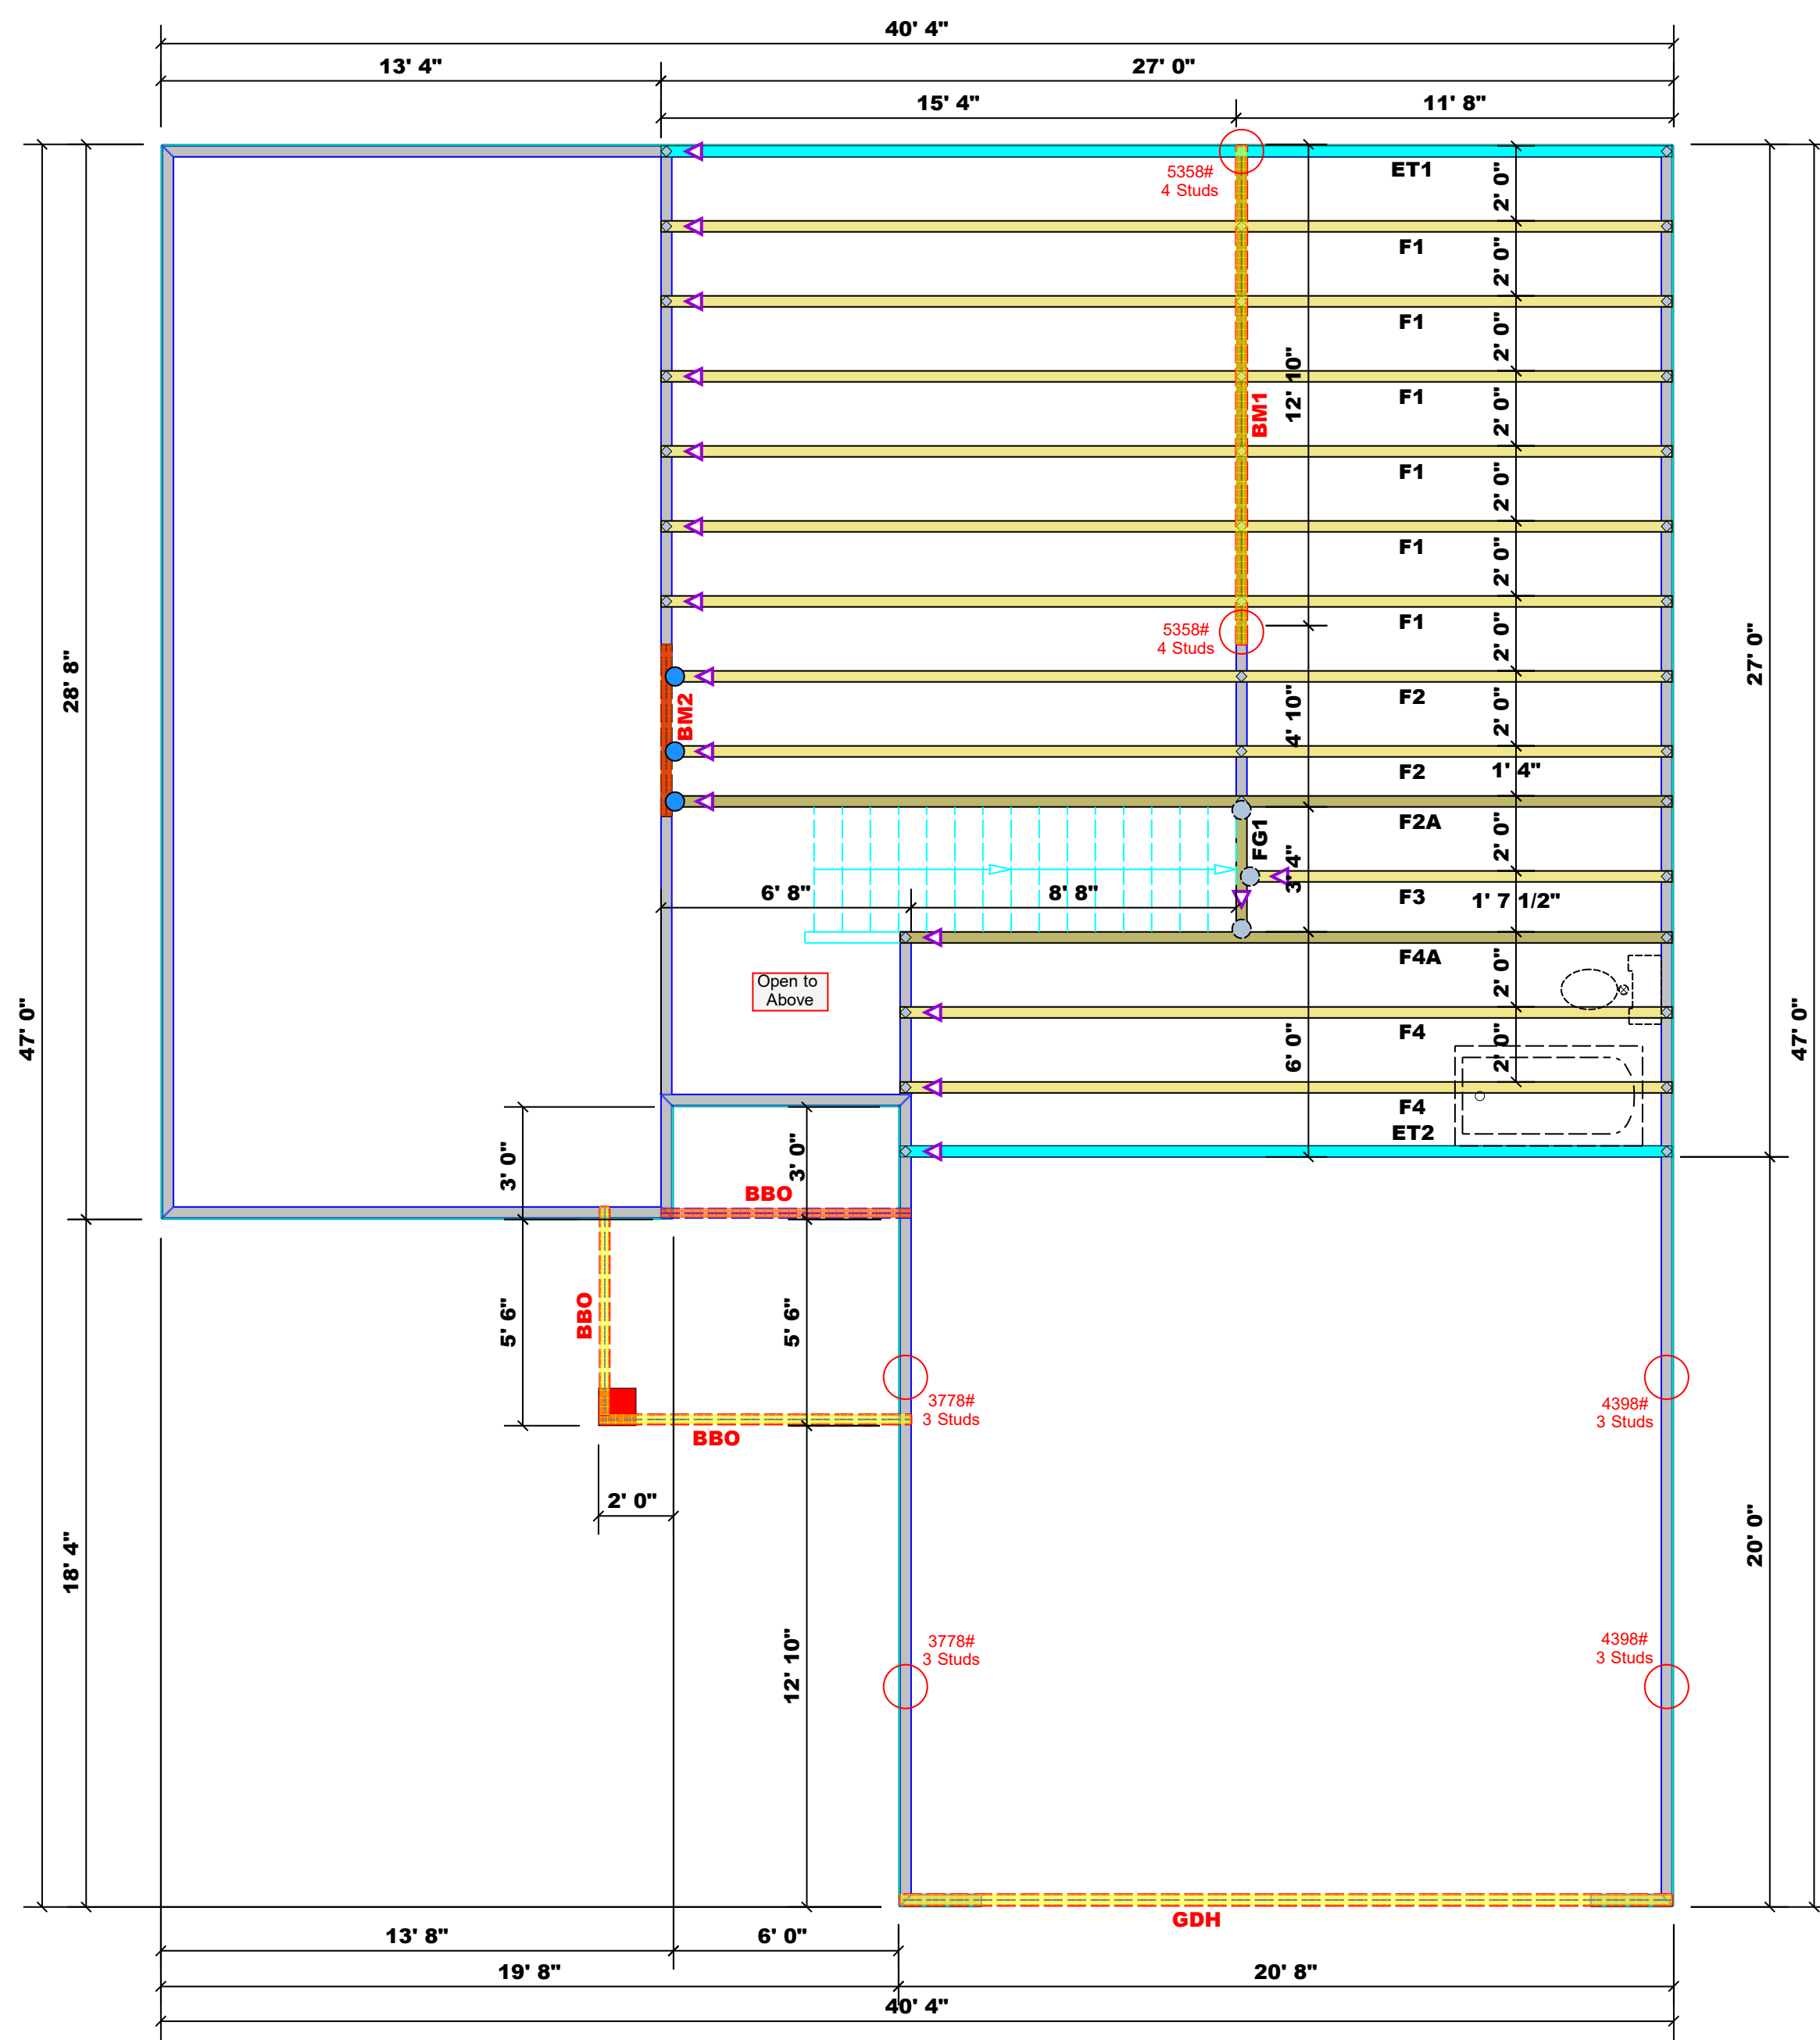 40' 4"
13' 4"
27' 0"
15' 4"
11' 8"
5358#
4 Studs
ET1
2' 0"
F1
2' 0"
F1
2' 0"
F1
2' 0"
12' 10"
BM1
F1
2' 0"
F1
2' 0"
F1
2' 0"
5358#
4 Studs
28' 8"
27' 0"
F2
2' 0"
BM2
4' 10"
F2
1' 4"
F2A
2' 0"
FG1
3' 4"
6' 8"
8' 8"
F3
1' 7 1/2"
F4A
2' 0"
Open to
Above
47' 0"
47' 0"
F4
6' 0"
2' 0"
F4
ET2
3' 0"
3' 0"
BBO
BBO
5' 6"
5' 6"
3778#
3 Studs
4398#
3 Studs
BBO
2' 0"
18' 4"
20' 0"
12' 10"
3778#
3 Studs
4398#
3 Studs
GDH
13' 8"
6' 0"
19' 8"
20' 8"
40' 4"